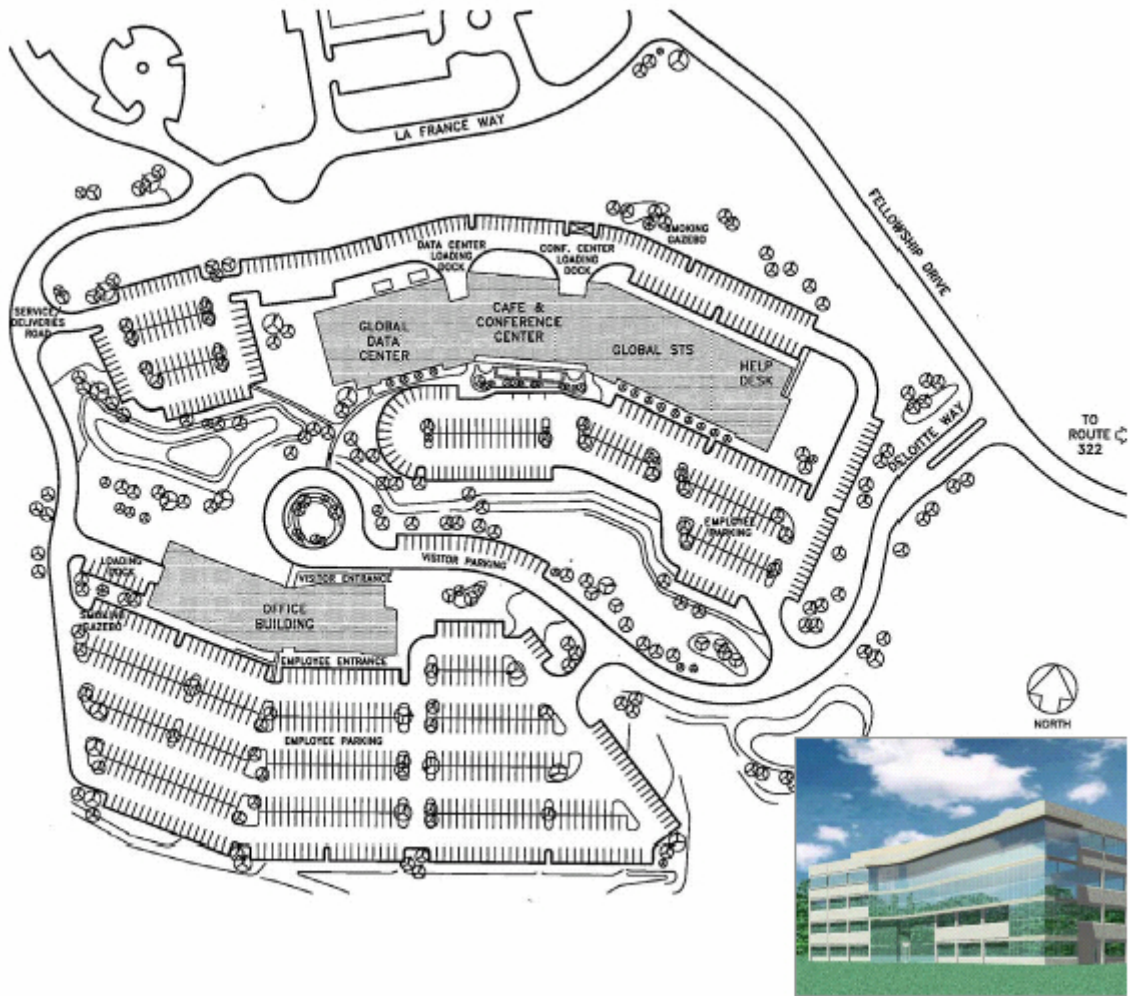 LA FRANCE WAY
FELLOWSHIP DRIVE
SMOKING
GAZEBO
DATA CENTER
LOADING
DOCK
CONF. CENTER
LOADING
DOCK
SERVICE/
DELIVERIES
ROAD
GLOBAL
DATA
CENTER
CAFE &
CONFERENCE
CENTER
GLOBAL STS
HELP
DESK
DELOITTE WAY
TO
ROUTE
322
EMPLOYEE
PARKING
VISITOR PARKING
LOADING
DOCK
VISITOR ENTRANCE
SMOKING
GAZEBO
OFFICE
BUILDING
EMPLOYEE ENTRANCE
EMPLOYEE PARKING
NORTH